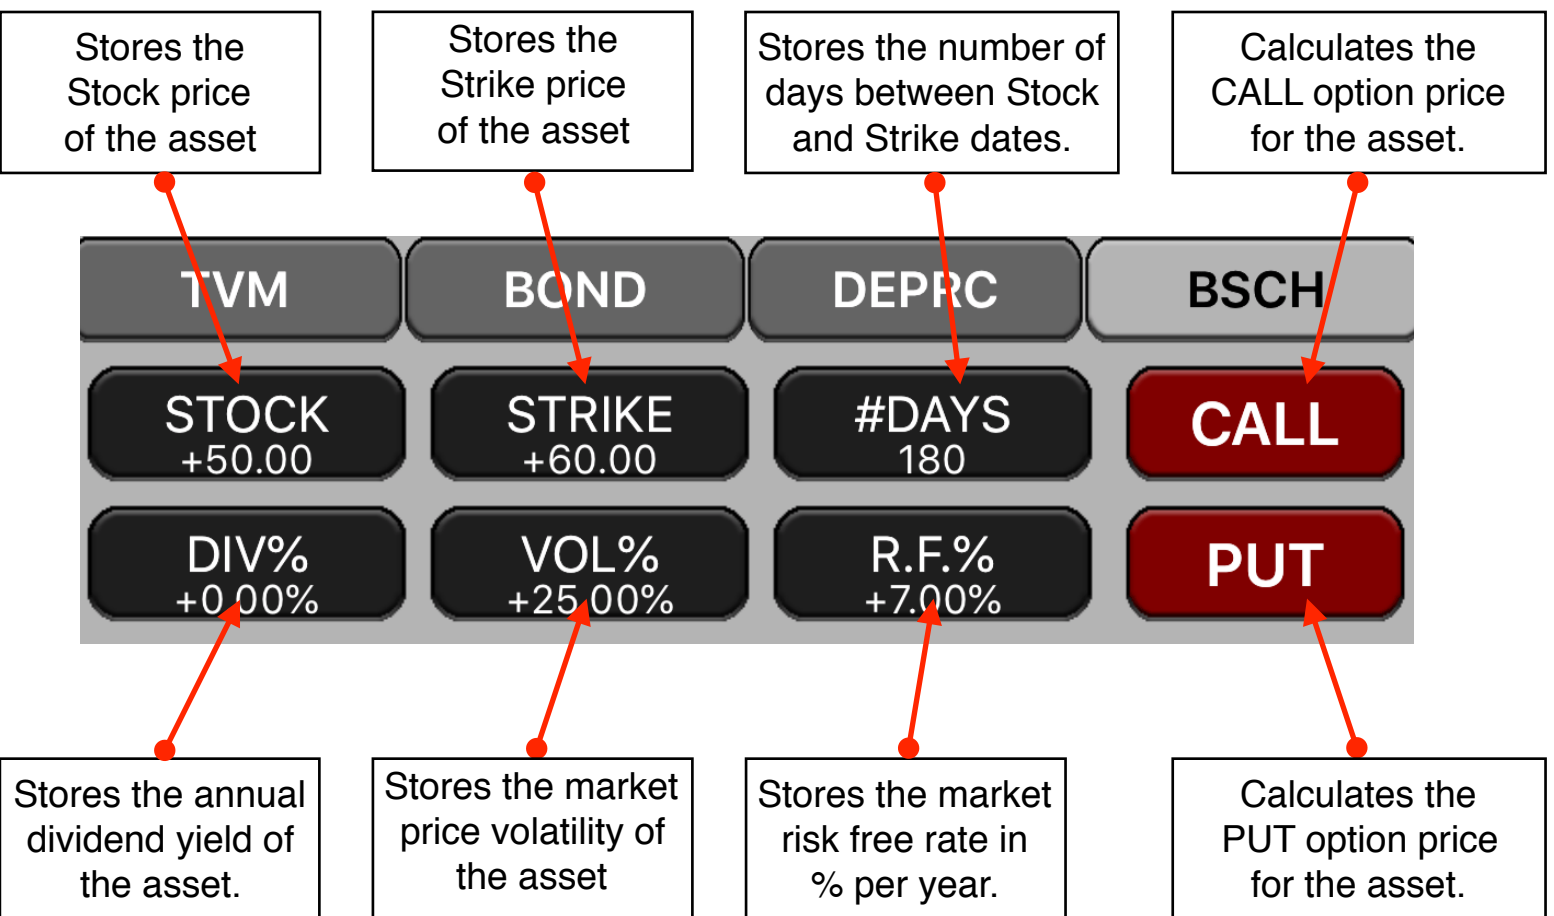 Stores the
Stock price
of the asset
Stores the
Strike price
of the asset
Stores the number of
days between Stock
and Strike dates.
Calculates the
CALL option price
for the asset.
TVM
BOND
DEPRC
BSCH
STOCK
+50.00
STRIKE
+60.00
#DAYS
180
CALL
DIV%
+0.00%
VOL%
+25.00%
R.F.%
+7.00%
PUT
Stores the annual
dividend yield of
the asset.
Stores the market
price volatility of
the asset
Stores the market
risk free rate in
% per year.
Calculates the
PUT option price
for the asset.